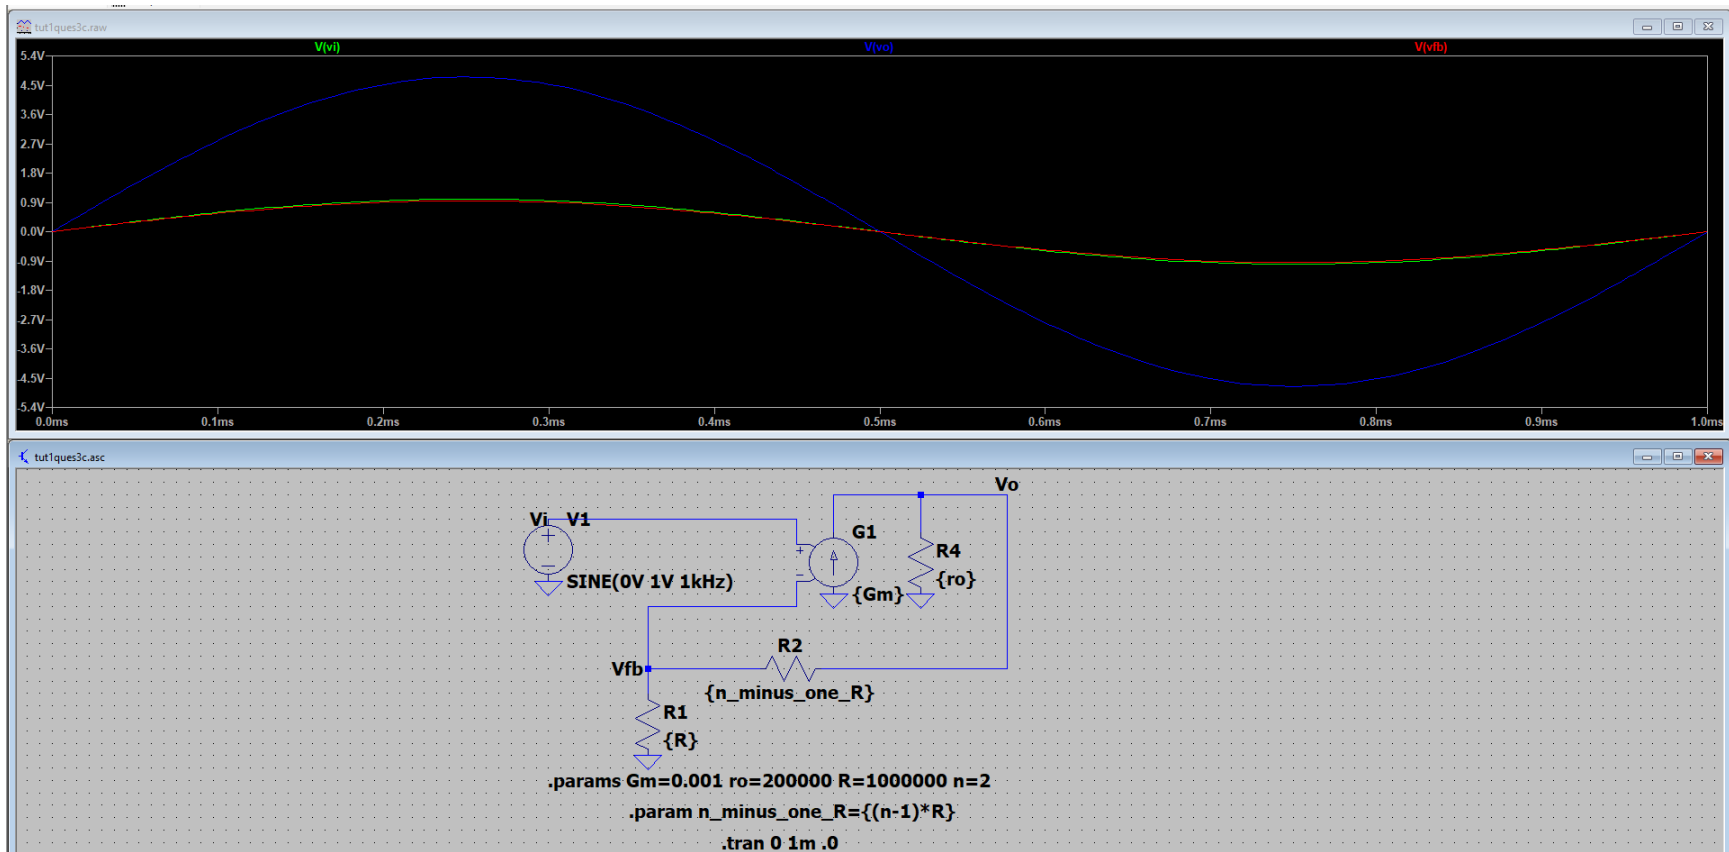 tut1ques3c.raw
V(vi) V(vo) V(vfb)
5.4V
4.5V
3.6V
2.7V
1.8V
0.9V
0.0V
-0.9V
-1.8V
-2.7V
-3.6V
-4.5V
-5.4V
0.0ms 0.1ms 0.2ms 0.3ms 0.4ms 0.5ms 0.6ms 0.7ms 0.8ms 0.9ms 1.0ms
tut1ques3c.asc
Vo
Vi V1
G1
R4
{ro}
SINE(0V 1V 1kHz)
{Gm}
R2
Vfb
{n_minus_one_R}
R1
{R}
.params Gm=0.001 ro=200000 R=1000000 n=2
.param n_minus_one_R={(n-1)*R}
.tran 0 1m .0